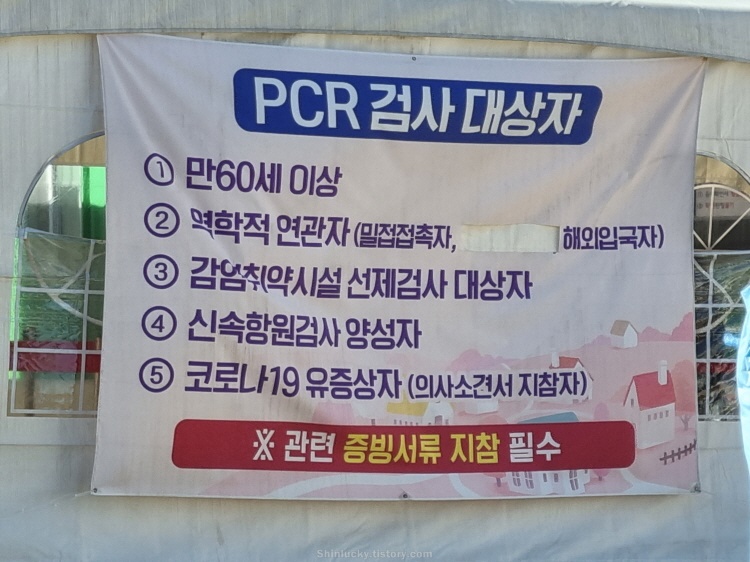 PCR 검사 대상자
① 만60세 이상
② 역학적 연관자 (밀접접촉자, 해외입국자)
③ 감염취약시설 선제검사 대상자
④ 신속항원검사 양성자
⑤ 코로나19 유증상자 (의사소견서 지참자)
※ 관련 증빙서류 지참 필수
Shinlucky.tistory.com